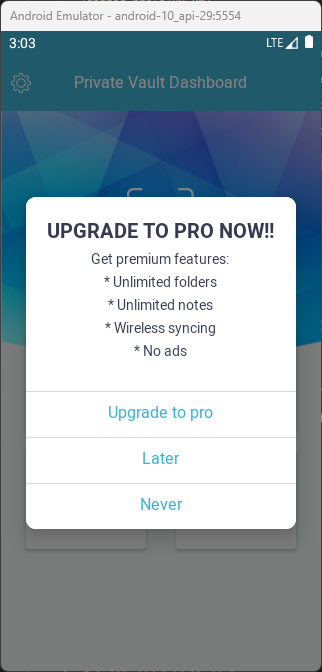 Android Emulator - android-10_api-29:5554
3:03
LTE
Private Vault Dashboard
UPGRADE TO PRO NOW!!
Get premium features:
* Unlimited folders
* Unlimited notes
* Wireless syncing
* No ads
Upgrade to pro
Later
Never